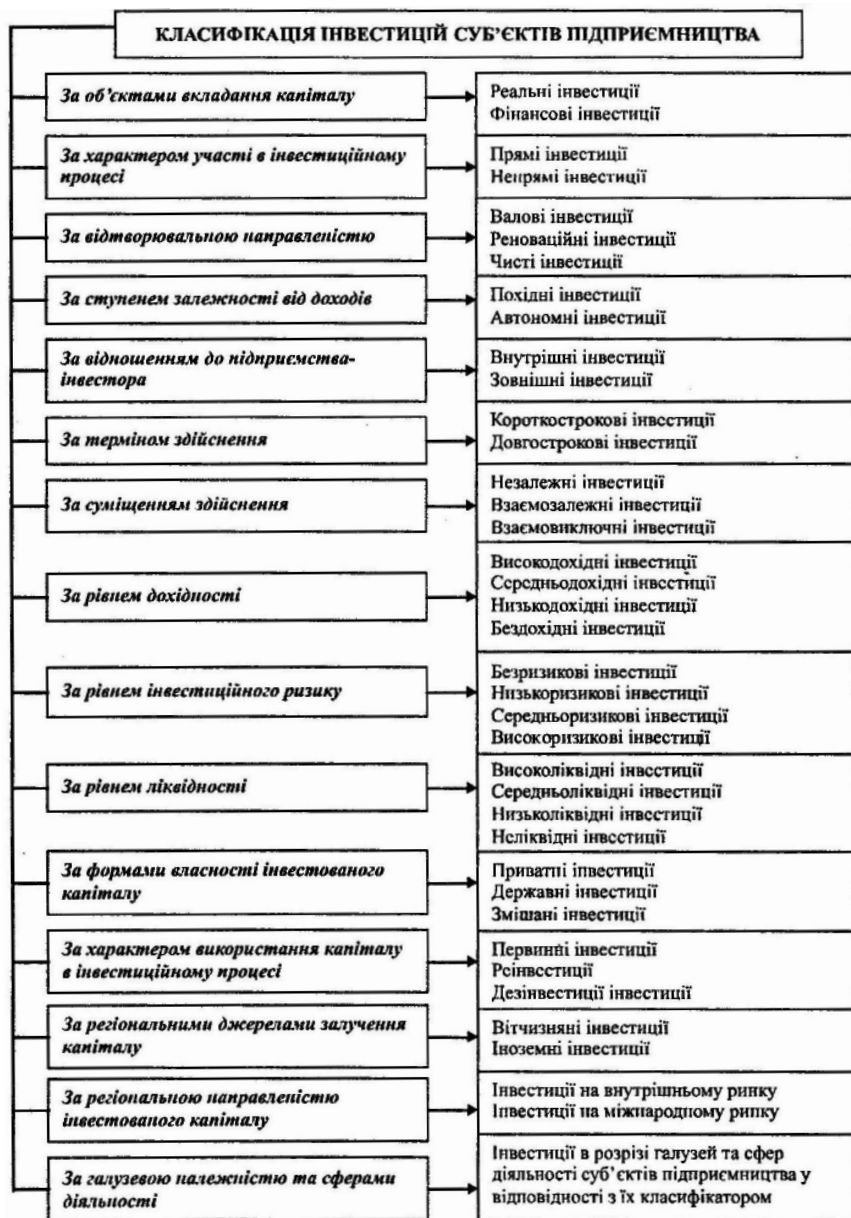 КЛАСИФІКАЦІЯ ІНВЕСТИЦІЙ СУБ’ЄКТІВ ПІДПРИЄМНИЦТВА
За об’єктами вкладання капіталу
Реальні інвестиції
Фінансові інвестиції
За характером участі в інвестиційному
процесі
Прямі інвестиції
Непрямі інвестиції
За відтворювальною направленістю
Валові інвестиції
Реноваційні інвестиції
Чисті інвестиції
За ступенем залежності від доходів
Похідні інвестиції
Автономні інвестиції
За відношенням до підприємства-
інвестора
Внутрішні інвестиції
Зовнішні інвестиції
За терміном здійснення
Короткострокові інвестиції
Довгострокові інвестиції
За суміщенням здійснення
Незалежні інвестиції
Взаємозалежні інвестиції
Взаємовиключні інвестиції
За рівнем дохідності
Високодохідні інвестиції
Середньодохідні інвестиції
Низькодохідні інвестиції
Бездохідні інвестиції
За рівнем інвестиційного ризику
Безризикові інвестиції
Низькоризикові інвестиції
Середньоризикові інвестиції
Високоризикові інвестиції
За рівнем ліквідності
Високоліквідні інвестиції
Середньоліквідні інвестиції
Низьколіквідні інвестиції
Неліквідні інвестиції
За формами власності інвестованого
капіталу
Приватні інвестиції
Державні інвестиції
Змішані інвестиції
За характером використання капіталу
в інвестиційному процесі
Первинні інвестиції
Реінвестиції
Дезінвестиції інвестиції
За регіональними джерелами залучення
капіталу
Вітчизняні інвестиції
Іноземні інвестиції
За регіональною направленістю
інвестованого капіталу
Інвестиції на внутрішньому ринку
Інвестиції на міжнародному ринку
За галузевою належністю та сферами
діяльності
Інвестиції в розрізі галузей та сфер
діяльності суб’єктів підприємництва у
відповідності з їх класифікатором